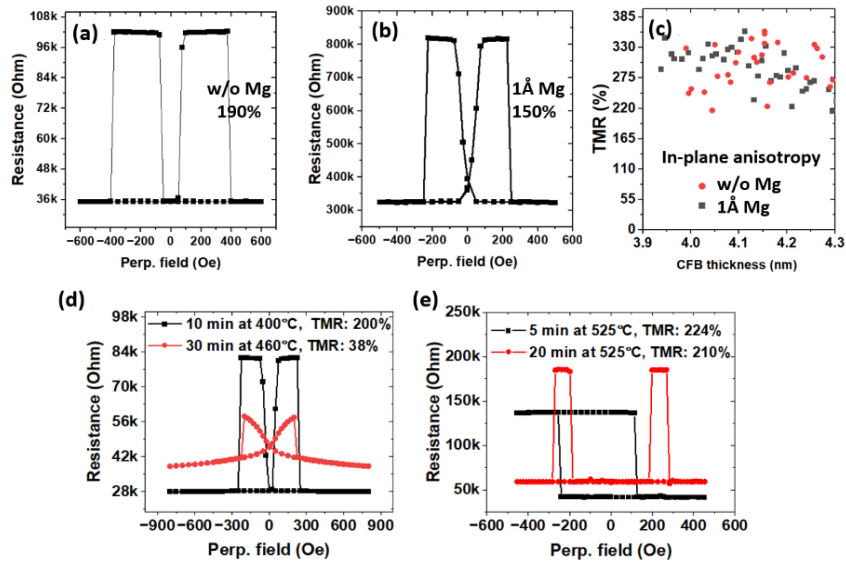 (a)
108k
96k
84k
72k
60k
48k
36k
Resistance (Ohm)
w/o Mg
190%
−600 −400 −200 0 200 400 600
Perp. field (Oe)
(b)
900k
800k
700k
600k
500k
400k
300k
Resistance (Ohm)
1Å Mg
150%
−600 −400 −200 0 200 400 600
Perp. field (Oe)
(c)
385
330
275
220
165
110
55
0
TMR (%)
In-plane anisotropy
w/o Mg
1Å Mg
3.9 4.0 4.1 4.2 4.3
CFB thickness (nm)
(d)
98k
84k
70k
56k
42k
28k
Resistance (Ohm)
10 min at 400°C, TMR: 200%
30 min at 460°C, TMR: 38%
−900 −600 −300 0 300 600 900
Perp. field (Oe)
(e)
250k
200k
150k
100k
50k
Resistance (Ohm)
5 min at 525°C, TMR: 224%
20 min at 525°C, TMR: 210%
−600 −400 −200 0 200 400 600
Perp. field (Oe)